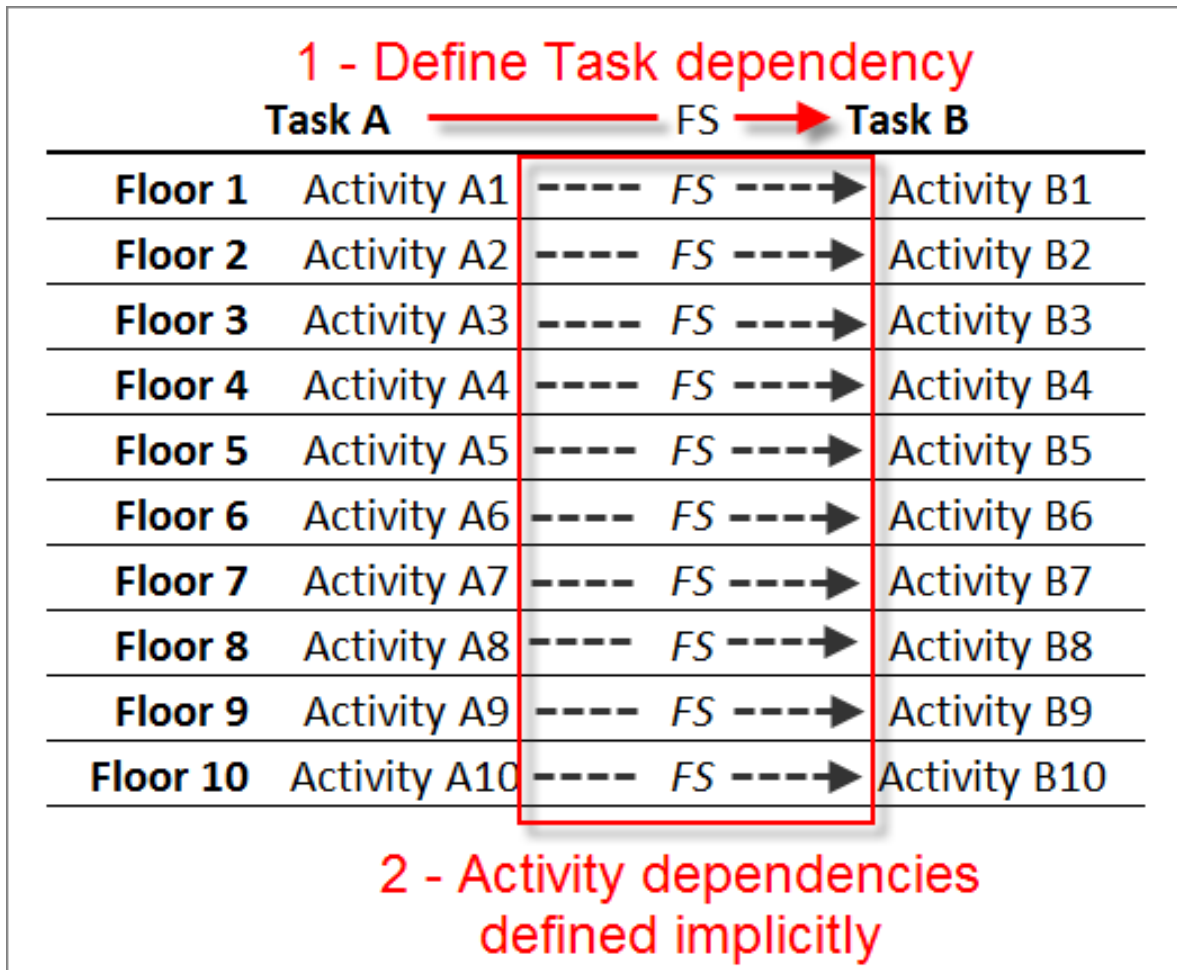 1 - Define Task dependency
Task A FS Task B
Floor 1 Activity A1 FS Activity B1
Floor 2 Activity A2 FS Activity B2
Floor 3 Activity A3 FS Activity B3
Floor 4 Activity A4 FS Activity B4
Floor 5 Activity A5 FS Activity B5
Floor 6 Activity A6 FS Activity B6
Floor 7 Activity A7 FS Activity B7
Floor 8 Activity A8 FS Activity B8
Floor 9 Activity A9 FS Activity B9
Floor 10 Activity A10 FS Activity B10
2 - Activity dependencies
defined implicitly